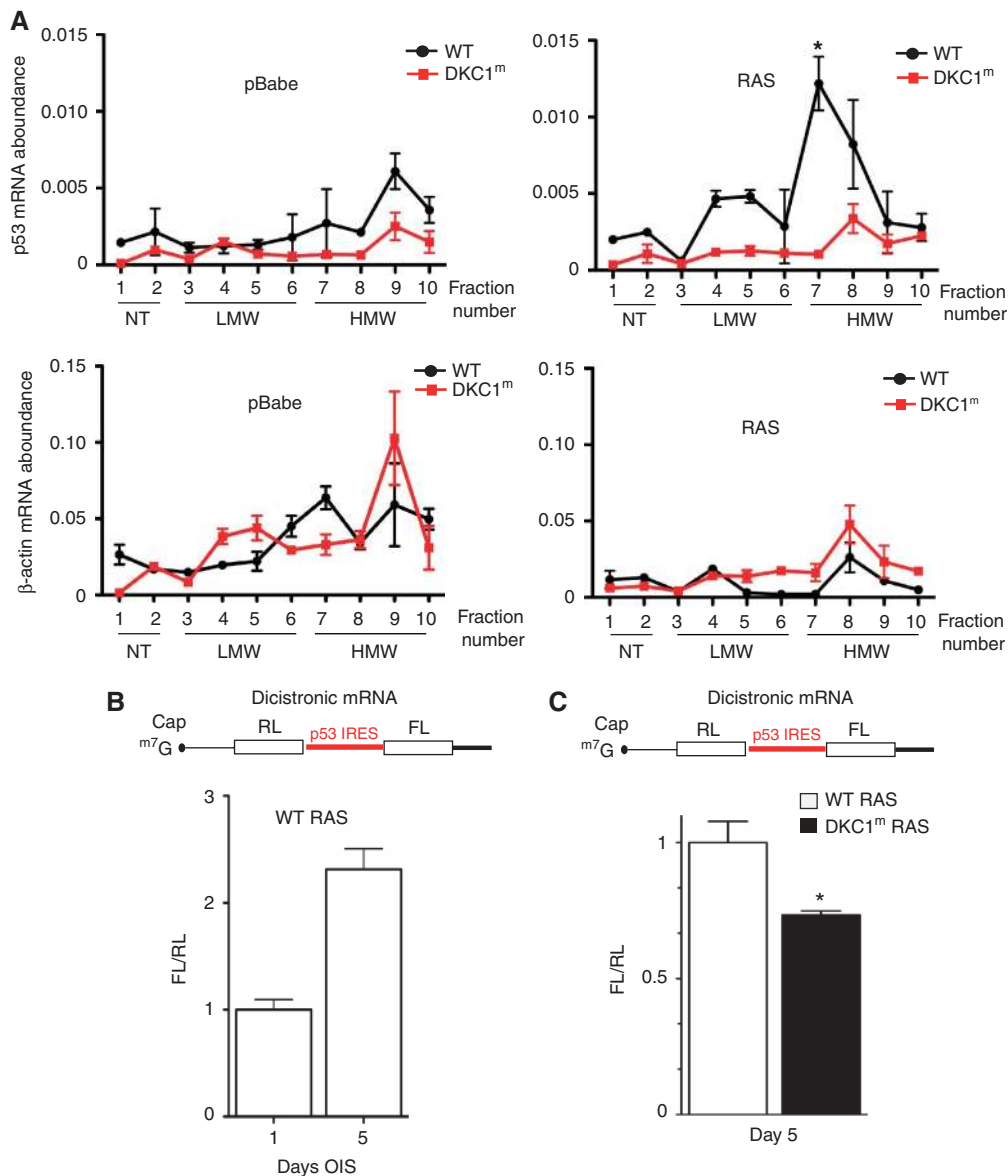 A
0.015
0.010
0.005
0
p53 mRNA aboundance
pBabe
WT
DKC1ᵐ
1 2 3 4 5 6 7 8 9 10
NT LMW HMW
Fraction
number
0.015
0.010
0.005
0
RAS
*
WT
DKC1ᵐ
1 2 3 4 5 6 7 8 9 10
NT LMW HMW
Fraction
number
0.15
0.10
0.05
0
β-actin mRNA aboundance
pBabe
WT
DKC1ᵐ
1 2 3 4 5 6 7 8 9 10
NT LMW HMW
Fraction
number
0.15
0.10
0.05
0
RAS
WT
DKC1ᵐ
1 2 3 4 5 6 7 8 9 10
NT LMW HMW
Fraction
number
B
Dicistronic mRNA
Cap
m7G
RL
p53 IRES
FL
3
2
1
0
FL/RL
WT RAS
1 5
Days OIS
C
Dicistronic mRNA
Cap
m7G
RL
p53 IRES
FL
WT RAS
DKC1ᵐ RAS
1
0.5
0
FL/RL
*
Day 5